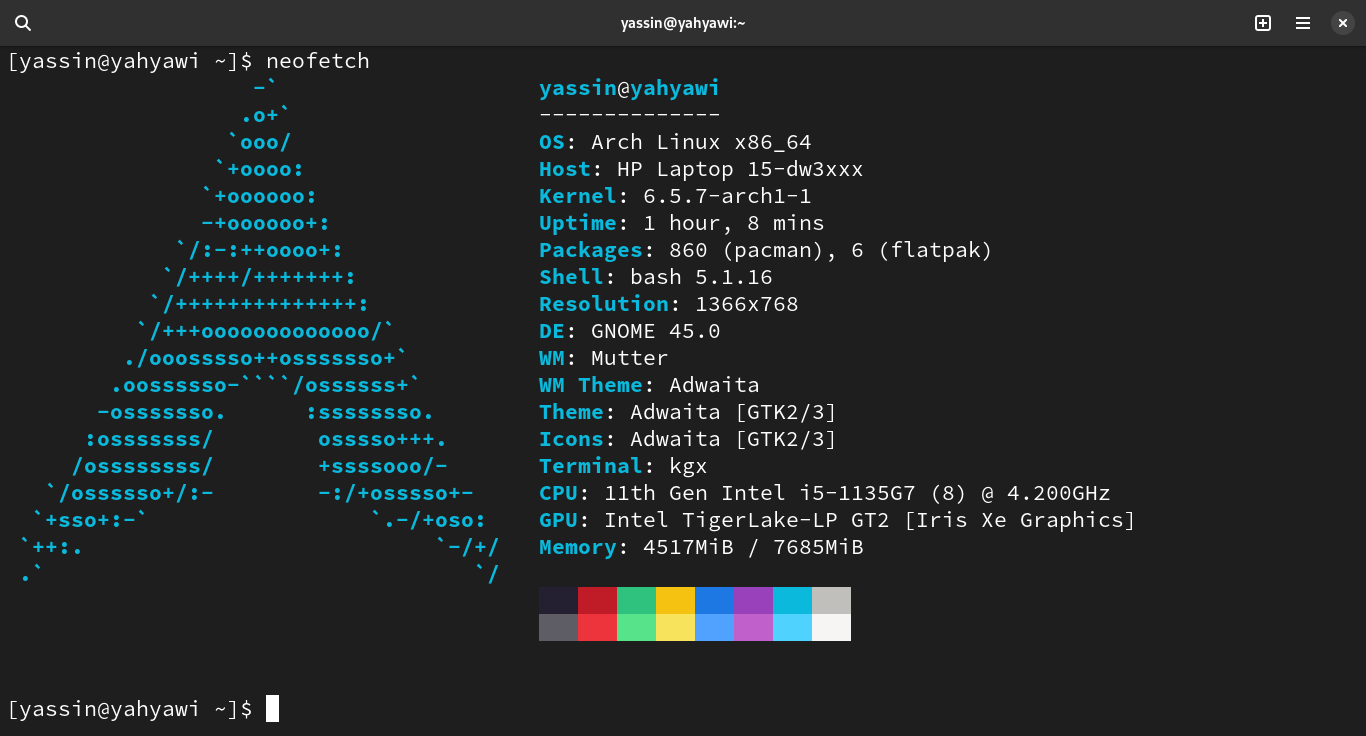 yassin@yahyawi:~
[yassin@yahyawi ~]$ neofetch
                   -`                    yassin@yahyawi
                  .o+`                   --------------
                 `ooo/                   OS: Arch Linux x86_64
                `+oooo:                  Host: HP Laptop 15-dw3xxx
               `+oooooo:                 Kernel: 6.5.7-arch1-1
               -+oooooo+:                Uptime: 1 hour, 8 mins
             `/:-:++oooo+:               Packages: 860 (pacman), 6 (flatpak)
            `/++++/+++++++:              Shell: bash 5.1.16
           `/++++++++++++++:             Resolution: 1366x768
          `/+++ooooooooooooo/`           DE: GNOME 45.0
         ./ooosssso++osssssso+`          WM: Mutter
        .oossssso-````/ossssss+`         WM Theme: Adwaita
       -osssssso.      :ssssssso.        Theme: Adwaita [GTK2/3]
      :osssssss/        osssso+++.       Icons: Adwaita [GTK2/3]
     /ossssssss/        +ssssooo/-       Terminal: kgx
   `/ossssso+/:-        -:/+osssso+-     CPU: 11th Gen Intel i5-1135G7 (8) @ 4.200GHz
  `+sso+:-`                 `.-/+oso:    GPU: Intel TigerLake-LP GT2 [Iris Xe Graphics]
 `++:.                           `-/+/   Memory: 4517MiB / 7685MiB
 .`                                 `/
[yassin@yahyawi ~]$